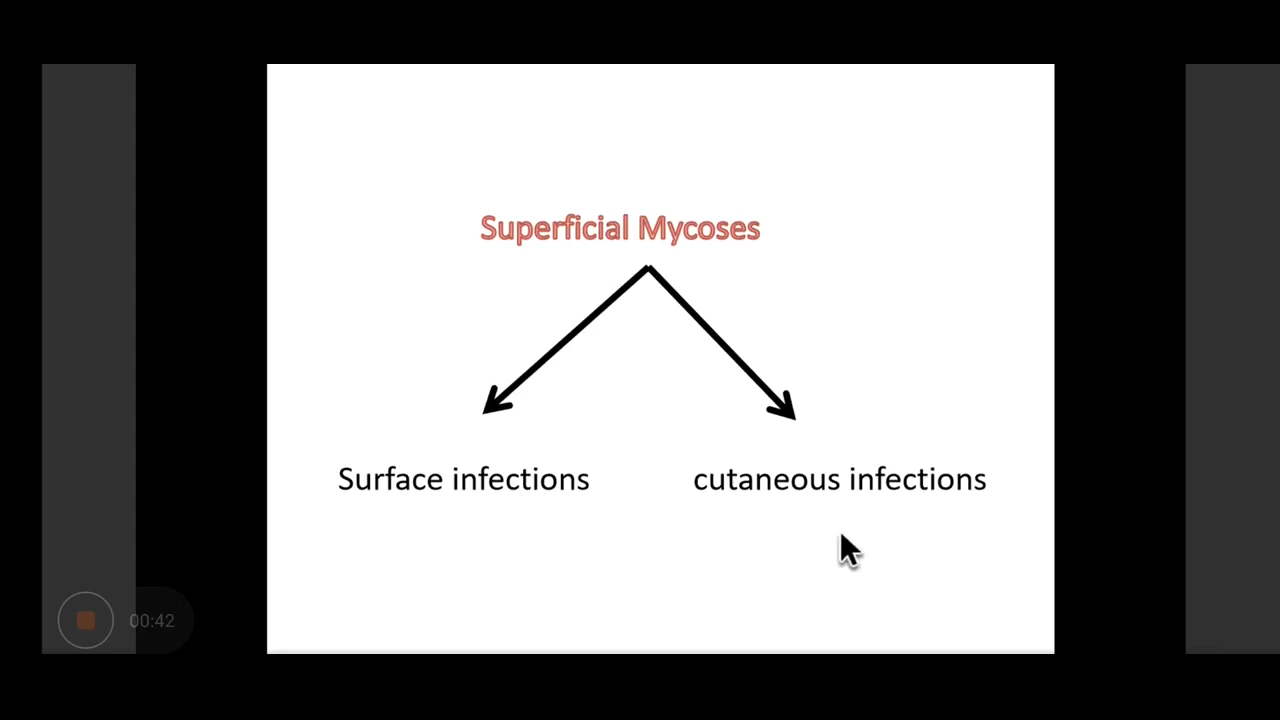 Superficial Mycoses
Surface infections
cutaneous infections
00:42